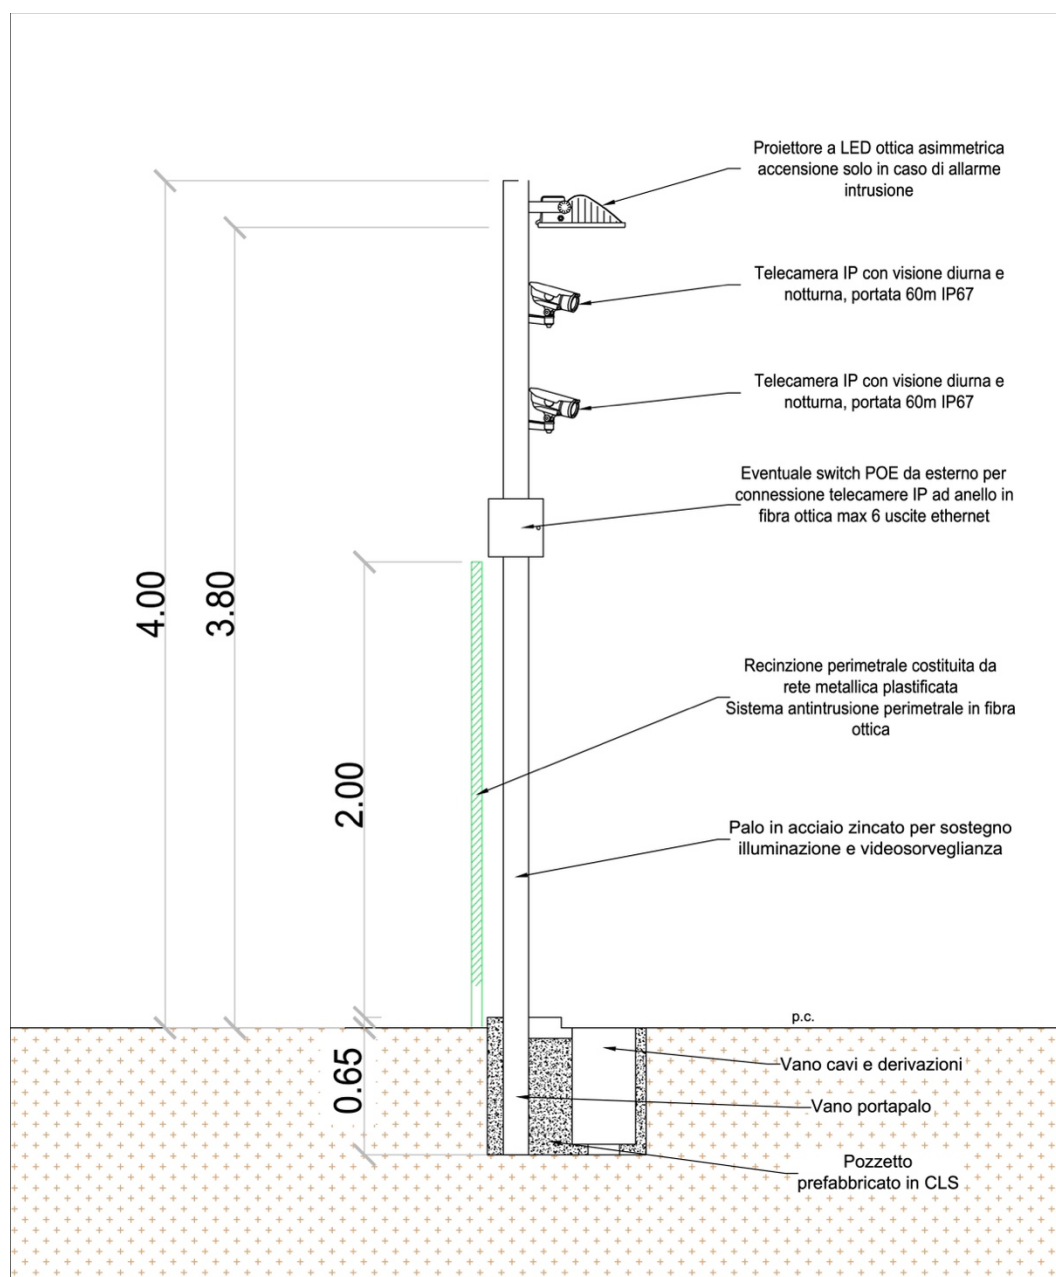 Proiettore a LED ottica asimmetrica
accensione solo in caso di allarme
intrusione
Telecamera IP con visione diurna e
notturna, portata 60m IP67
Telecamera IP con visione diurna e
notturna, portata 60m IP67
Eventuale switch POE da esterno per
connessione telecamere IP ad anello in
fibra ottica max 6 uscite ethernet
4.00
3.80
2.00
Recinzione perimetrale costituita da
rete metallica plastificata
Sistema antintrusione perimetrale in fibra
ottica
Palo in acciaio zincato per sostegno
illuminazione e videosorveglianza
p.c.
0.65
Vano cavi e derivazioni
Vano portapalo
Pozzetto
prefabbricato in CLS